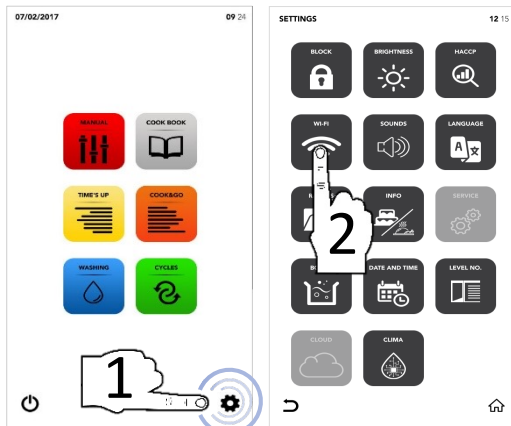 07/02/2017
09 24
MANUAL
COOK BOOK
TIME'S UP
COOK&GO
WASHING
CYCLES
1
SETTINGS
12 15
BLOCK
BRIGHTNESS
HACCP
WI-FI
SOUNDS
LANGUAGE
INFO
SERVICE
2
DATE AND TIME
LEVEL NO.
CLOUD
CLIMA